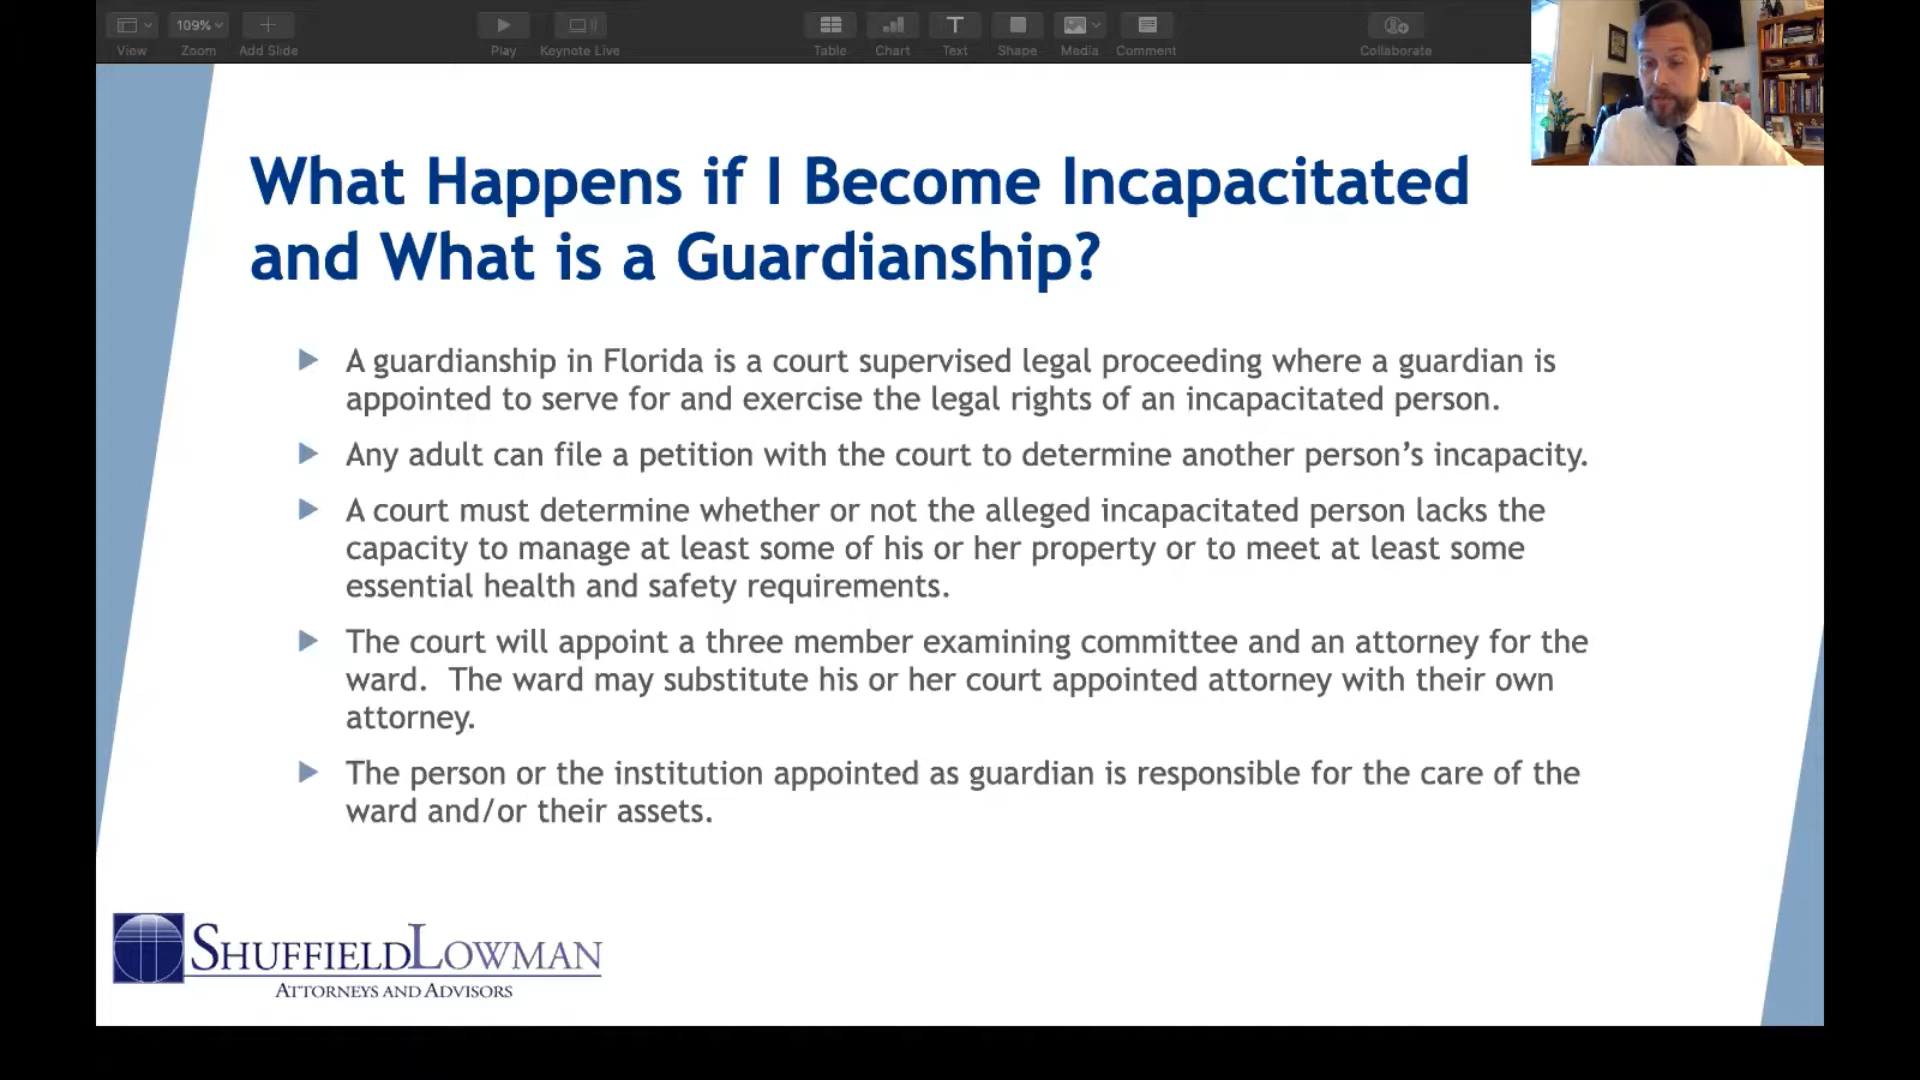 View
109%
Zoom
Add Slide
Play
Keynote Live
Table
Chart
T
Text
Shape
Media
Comment
Collaborate
What Happens if I Become Incapacitated
and What is a Guardianship?
A guardianship in Florida is a court supervised legal proceeding where a guardian is
appointed to serve for and exercise the legal rights of an incapacitated person.
Any adult can file a petition with the court to determine another person’s incapacity.
A court must determine whether or not the alleged incapacitated person lacks the
capacity to manage at least some of his or her property or to meet at least some
essential health and safety requirements.
The court will appoint a three member examining committee and an attorney for the
ward.  The ward may substitute his or her court appointed attorney with their own
attorney.
The person or the institution appointed as guardian is responsible for the care of the
ward and/or their assets.
SHUFFIELDLOWMAN
ATTORNEYS AND ADVISORS